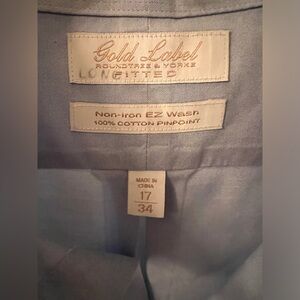 Gold Label
ROUNDTREE & YORKE
FITTED
Non-Iron EZ Wash
100% COTTON PINPOINT
MADE IN
CHINA
17
34